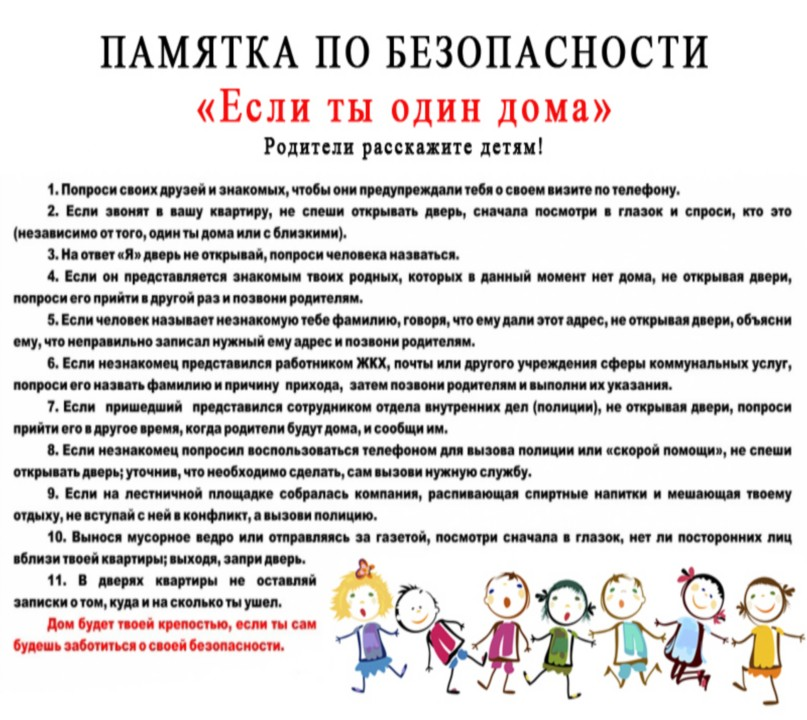 ПАМЯТКА ПО БЕЗОПАСНОСТИ
«Если ты один дома»
Родители расскажите детям!
1. Попроси своих друзей и знакомых, чтобы они предупреждали тебя о своем визите по телефону.
2. Если звонят в вашу квартиру, не спеши открывать дверь, сначала посмотри в глазок и спроси, кто это
(независимо от того, один ты дома или с близкими).
3. На ответ «Я» дверь не открывай, попроси человека назваться.
4. Если он представляется знакомым твоих родных, которых в данный момент нет дома, не открывая двери,
попроси его прийти в другой раз и позвони родителям.
5. Если человек называет незнакомую тебе фамилию, говоря, что ему дали этот адрес, не открывая двери, объясни
ему, что неправильно записал нужный ему адрес и позвони родителям.
6. Если незнакомец представился работником ЖКХ, почты или другого учреждения сферы коммунальных услуг,
попроси его назвать фамилию и причину прихода, затем позвони родителям и выполни их указания.
7. Если пришедший представился сотрудником отдела внутренних дел (полиции), не открывая двери, попроси
прийти его в другое время, когда родители будут дома, и сообщи им.
8. Если незнакомец попросил воспользоваться телефоном для вызова полиции или «скорой помощи», не спеши
открывать дверь; уточнив, что необходимо сделать, сам вызови нужную службу.
9. Если на лестничной площадке собралась компания, распивающая спиртные напитки и мешающая твоему
отдыху, не вступай с ней в конфликт, а вызови полицию.
10. Вынося мусорное ведро или отправляясь за газетой, посмотри сначала в глазок, нет ли посторонних лиц
вблизи твоей квартиры; выходя, запри дверь.
11. В дверях квартиры не оставляй
записки о том, куда и на сколько ты ушел.
Дом будет твоей крепостью, если ты сам
будешь заботиться о своей безопасности.